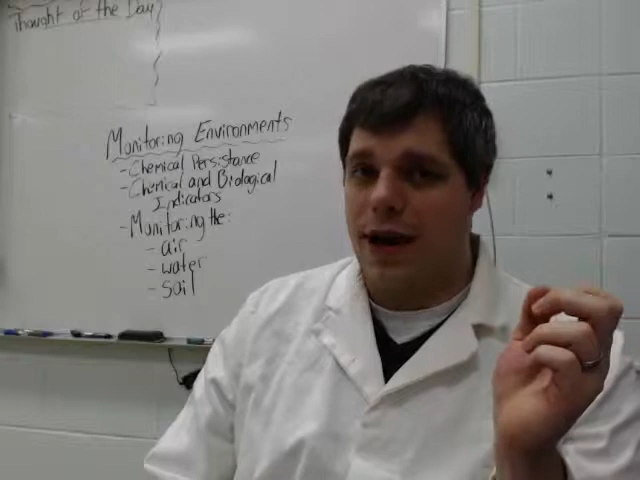 Thought of the Day
Monitoring Environments
- Chemical Persistance
- Chemical and Biological
Indicators
- Monitoring the:
- air
- water
- soil